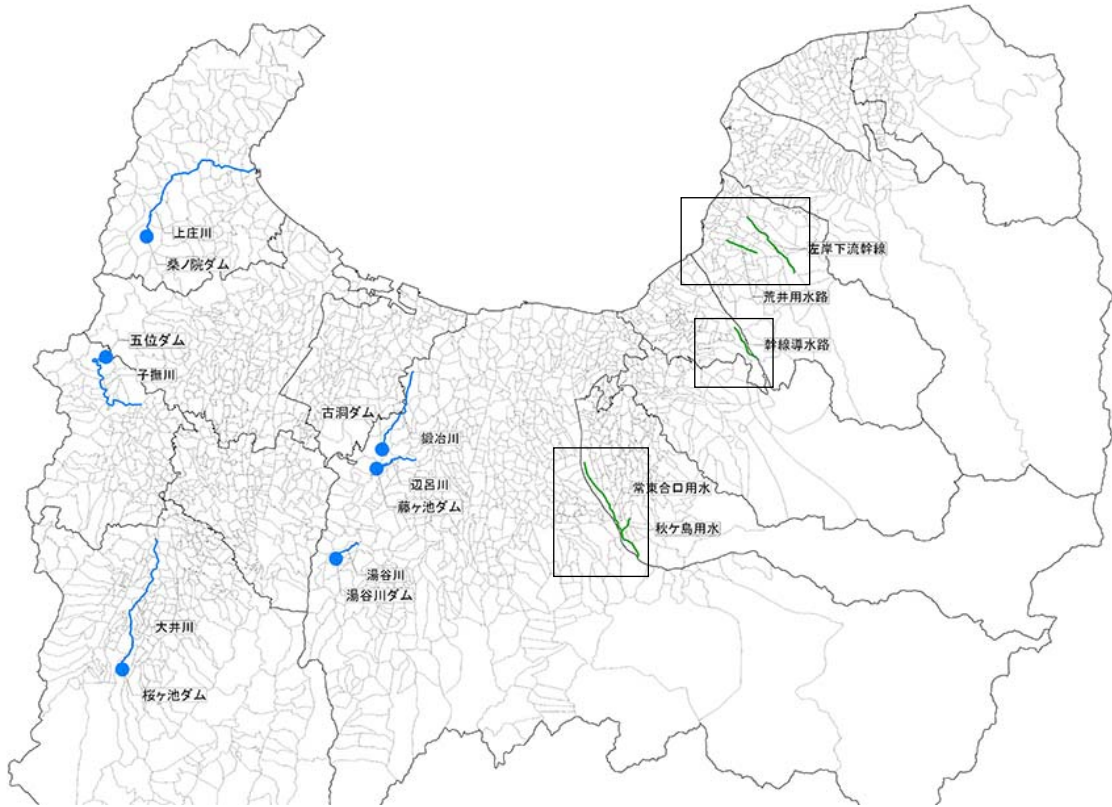 上庄川
桑ノ院ダム
五位ダム
子撫川
古洞ダム
鍛冶川
辺呂川
藤ヶ池ダム
湯谷川
湯谷川ダム
大井川
桜ヶ池ダム
左岸下流幹線
荒井用水路
幹線導水路
常東合口用水
秋ケ島用水